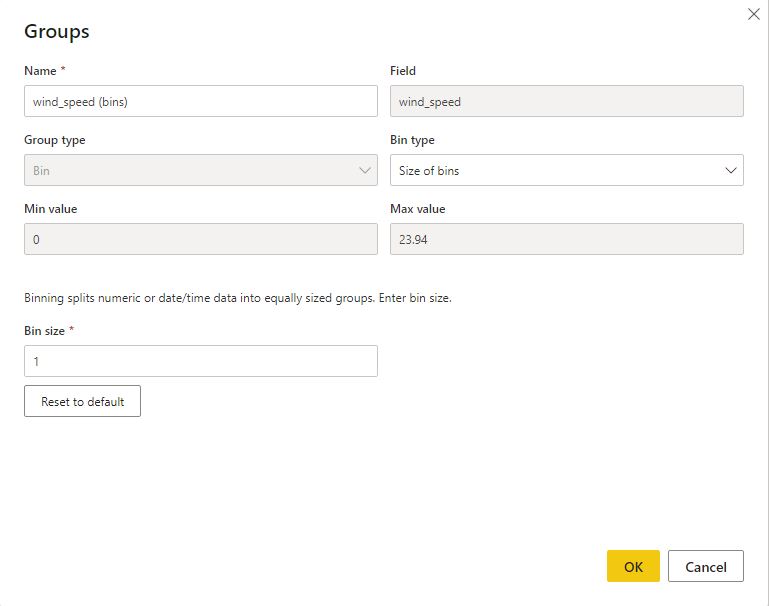 Groups
Name *
Field
wind_speed (bins)
wind_speed
Group type
Bin type
Bin
Size of bins
Min value
Max value
0
23.94
Binning splits numeric or date/time data into equally sized groups. Enter bin size.
Bin size *
1
Reset to default
OK
Cancel